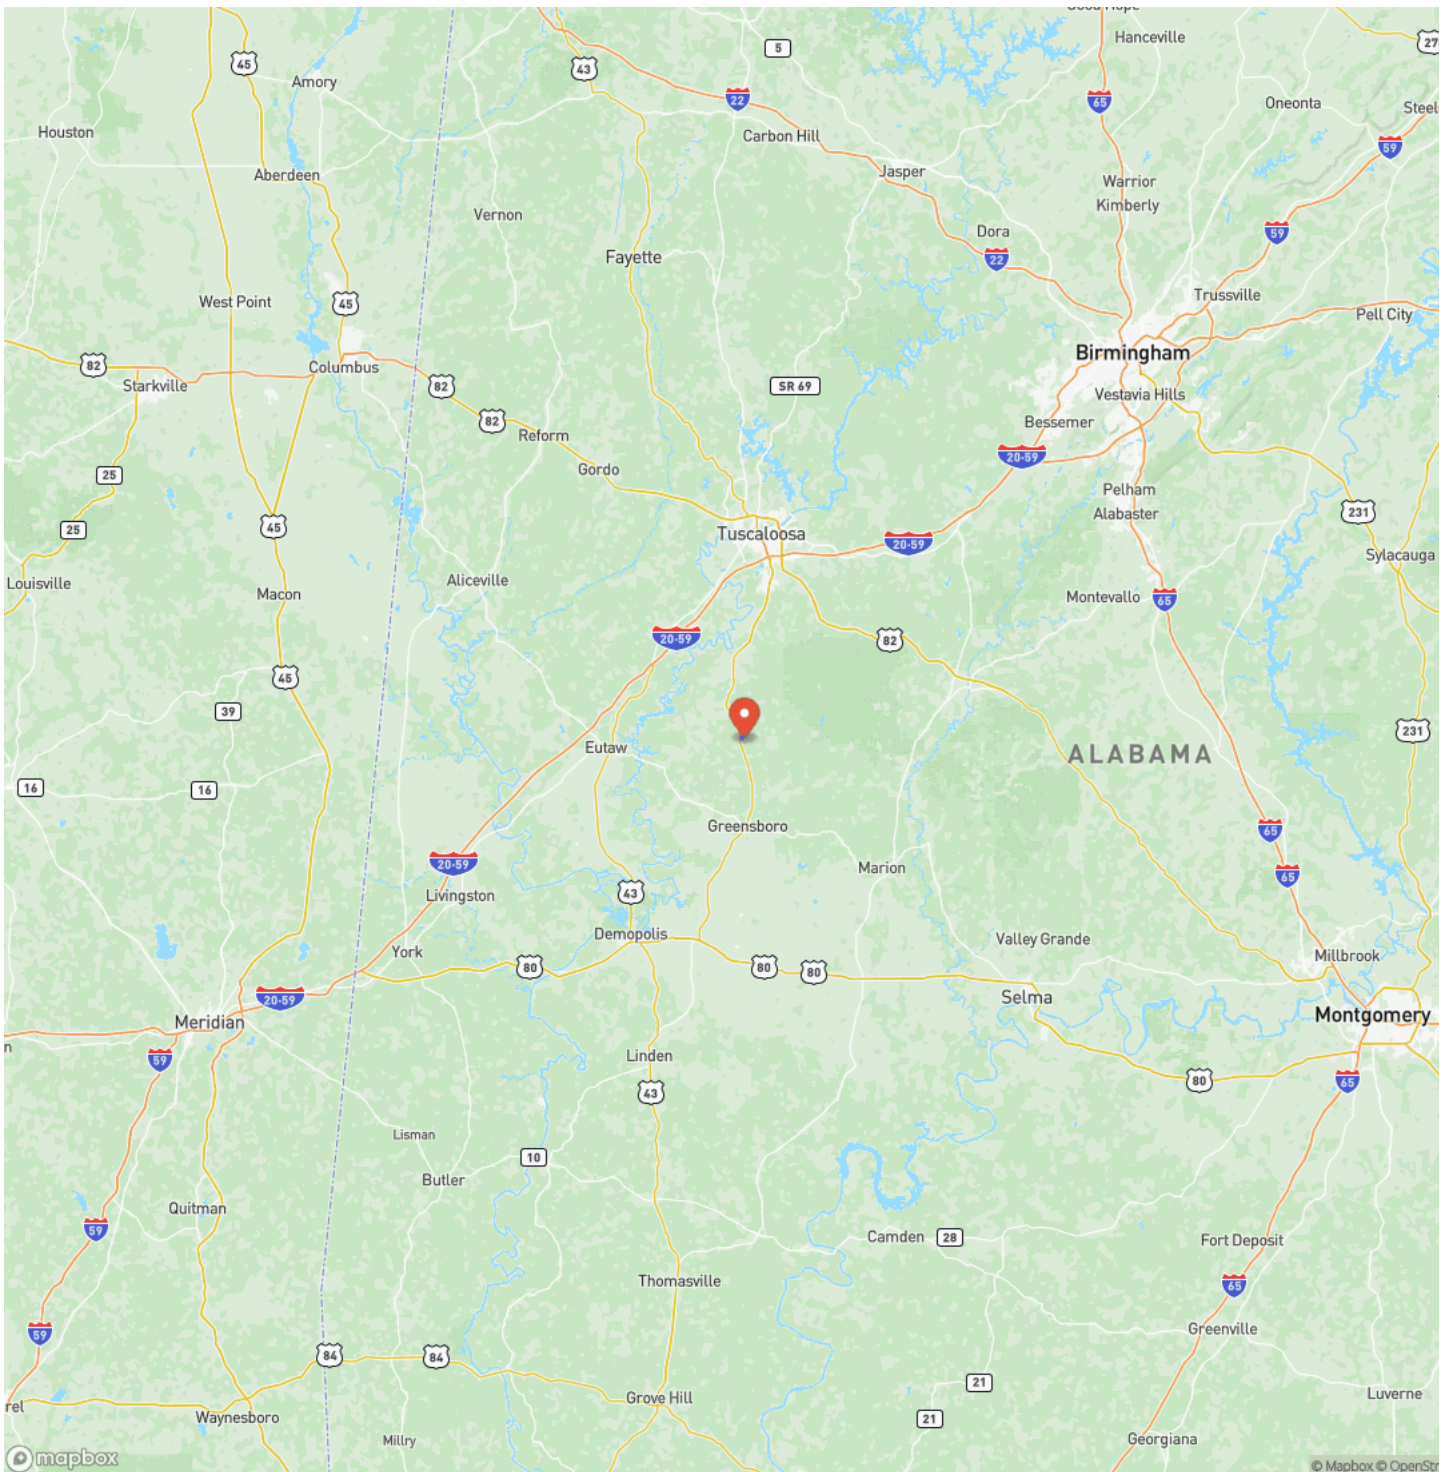 Good Hope
5
Hanceville
45
43
27
Amory
22
65
Oneonta
Steel
Houston
Carbon Hill
59
Jasper
Aberdeen
Warrior
Kimberly
Vernon
Dora
59
Fayette
22
West Point
45
Trussville
Pell City
Birmingham
82
Columbus
Starkville
82
SR 69
Vestavia Hills
82
Bessemer
Reform
20-59
Gordo
25
Pelham
Alabaster
231
45
25
Tuscaloosa
20-59
Sylacauga
Louisville
Aliceville
Macon
Montevallo
65
20-59
82
45
39
231
Eutaw
ALABAMA
16
16
Greensboro
65
20-59
Marion
65
Livingston
43
Demopolis
Valley Grande
York
Millbrook
80
80
80
20-59
Selma
Meridian
Montgomery
n
59
Linden
80
65
43
Lisman
10
Butler
Quitman
59
Camden
28
Fort Deposit
Thomasville
65
59
Greenville
84
84
21
Luverne
Grove Hill
rel
Waynesboro
21
Millry
Georgiana
mapbox
© Mapbox © OpenStr